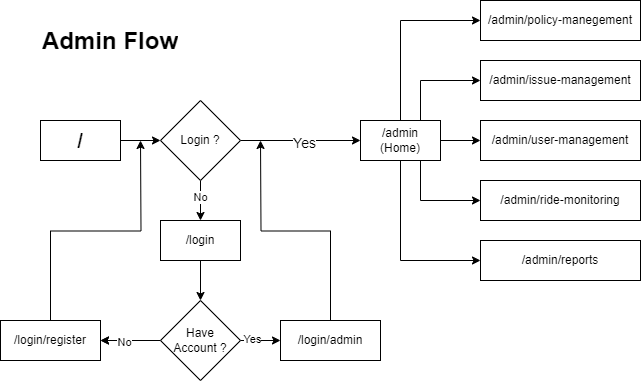 Admin Flow
/
Login ?
Yes
/admin
(Home)
/admin/policy-manegement
/admin/issue-management
/admin/user-management
/admin/ride-monitoring
/admin/reports
No
/login
Have
Account ?
No
/login/register
Yes
/login/admin